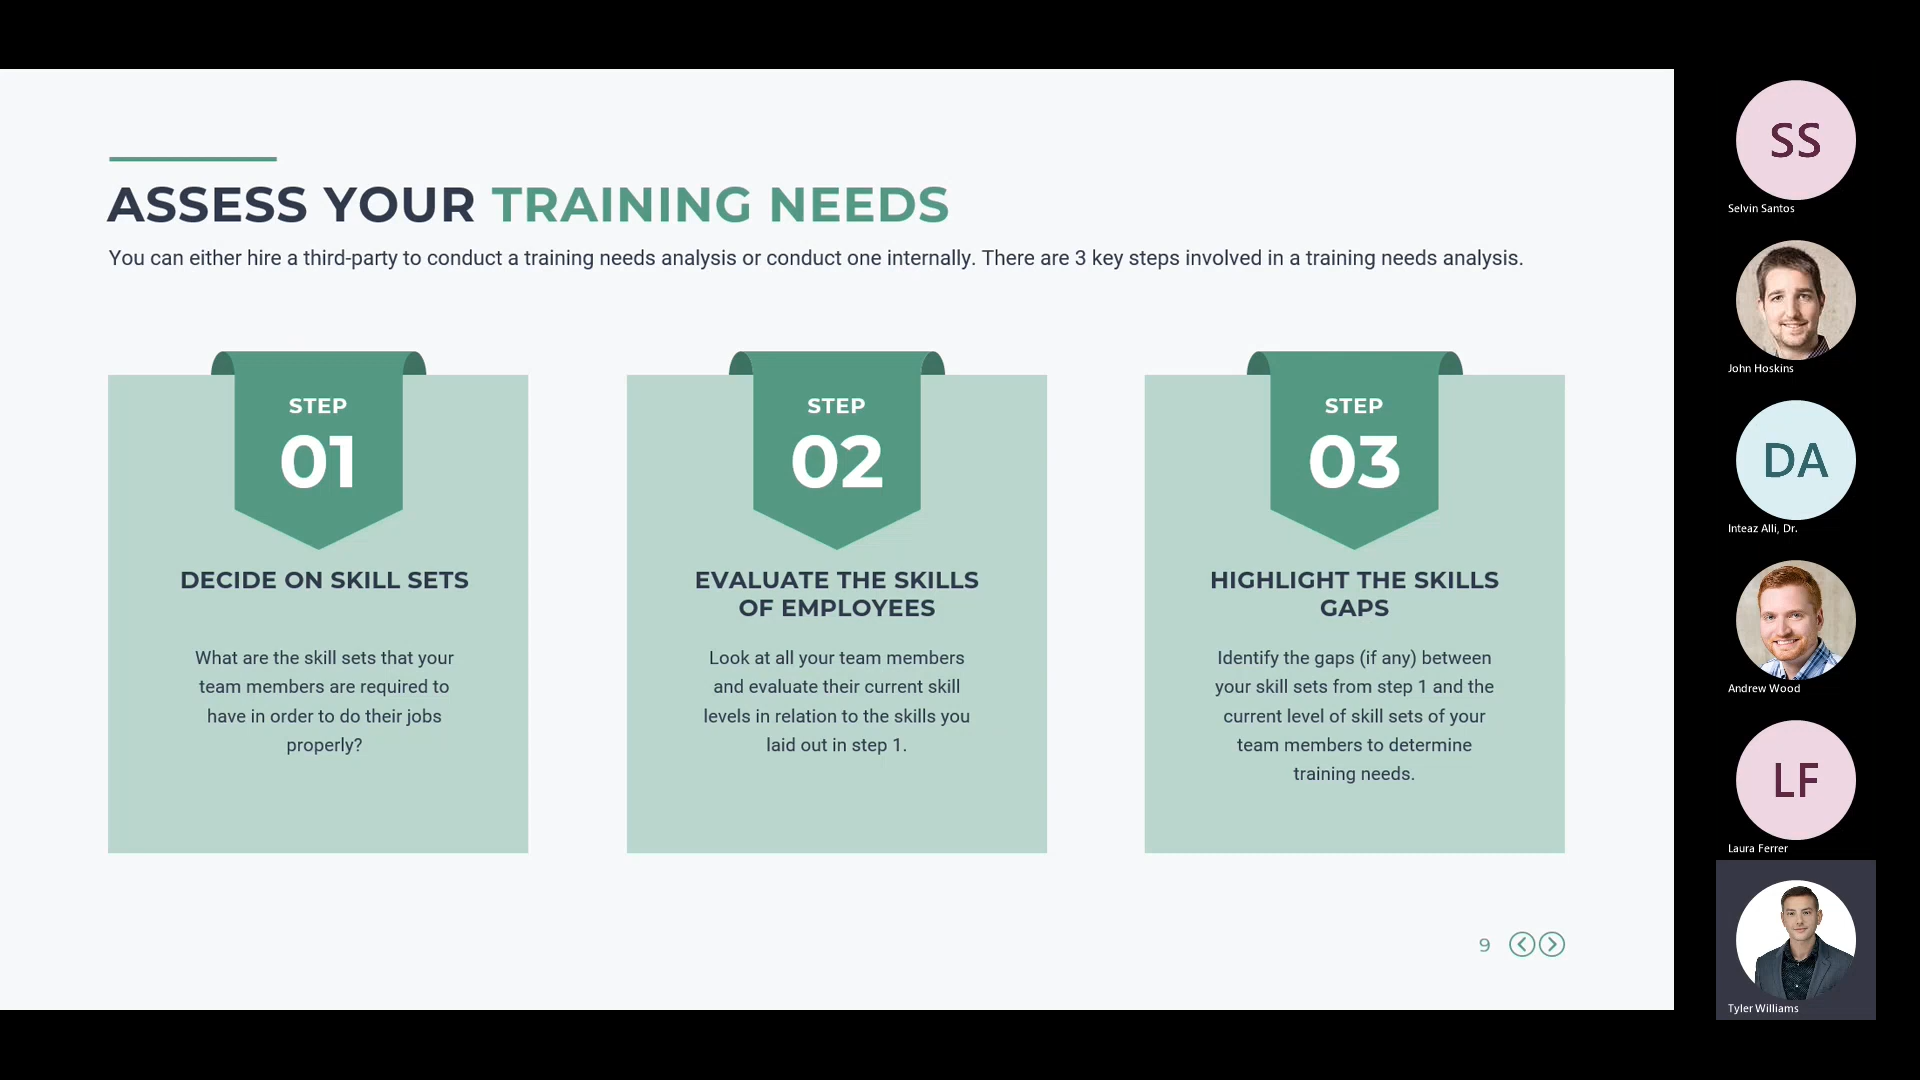 ASSESS YOUR TRAINING NEEDS
You can either hire a third-party to conduct a training needs analysis or conduct one internally. There are 3 key steps involved in a training needs analysis.
STEP
01
DECIDE ON SKILL SETS
What are the skill sets that your
team members are required to
have in order to do their jobs
properly?
STEP
02
EVALUATE THE SKILLS
OF EMPLOYEES
Look at all your team members
and evaluate their current skill
levels in relation to the skills you
laid out in step 1.
STEP
03
HIGHLIGHT THE SKILLS
GAPS
Identify the gaps (if any) between
your skill sets from step 1 and the
current level of skill sets of your
team members to determine
training needs.
9
SS
Selvin Santos
John Hoskins
DA
Inteaz Alli, Dr.
Andrew Wood
LF
Laura Ferrer
Tyler Williams